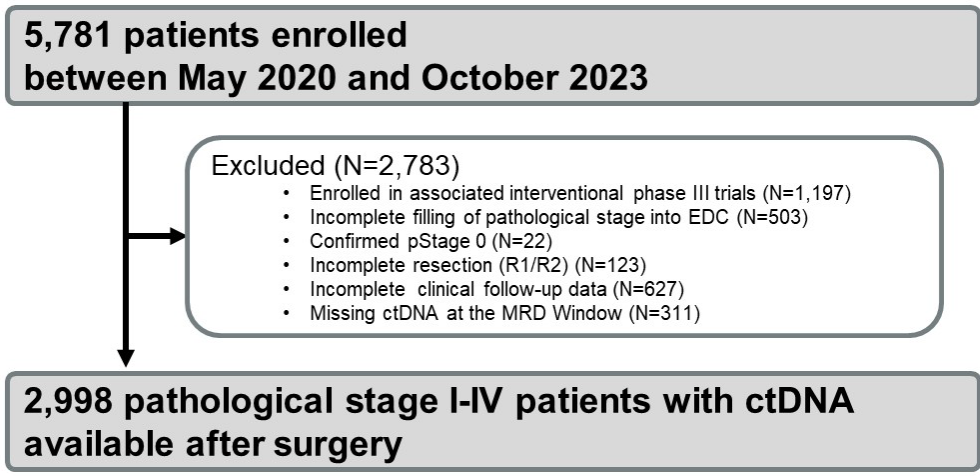 5,781 patients enrolled
between May 2020 and October 2023
Excluded (N=2,783)
• Enrolled in associated interventional phase III trials (N=1,197)
• Incomplete filling of pathological stage into EDC (N=503)
• Confirmed pStage 0 (N=22)
• Incomplete resection (R1/R2) (N=123)
• Incomplete clinical follow-up data (N=627)
• Missing ctDNA at the MRD Window (N=311)
2,998 pathological stage I-IV patients with ctDNA
available after surgery